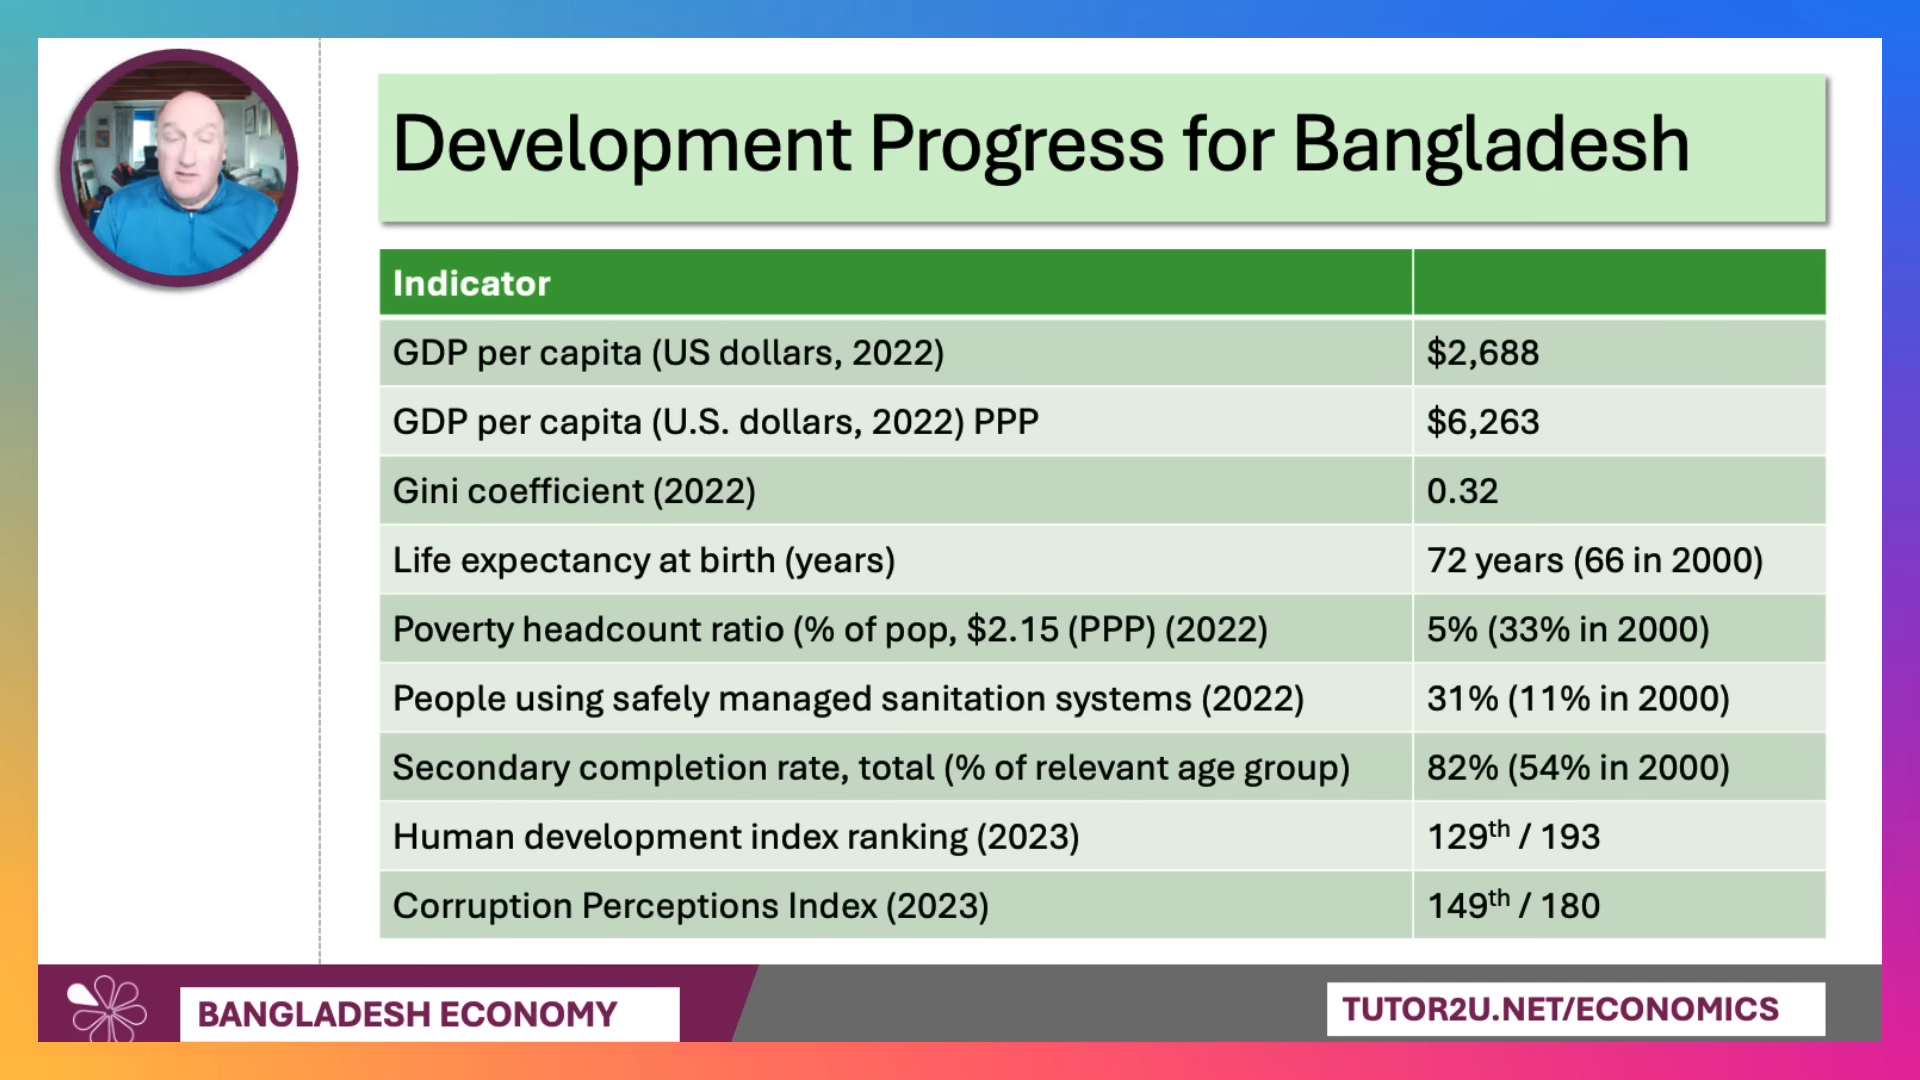 Development Progress for Bangladesh
Indicator
GDP per capita (US dollars, 2022) $2,688
GDP per capita (U.S. dollars, 2022) PPP $6,263
Gini coefficient (2022) 0.32
Life expectancy at birth (years) 72 years (66 in 2000)
Poverty headcount ratio (% of pop, $2.15 (PPP) (2022) 5% (33% in 2000)
People using safely managed sanitation systems (2022) 31% (11% in 2000)
Secondary completion rate, total (% of relevant age group) 82% (54% in 2000)
Human development index ranking (2023) 129th / 193
Corruption Perceptions Index (2023) 149th / 180
BANGLADESH ECONOMY
TUTOR2U.NET/ECONOMICS